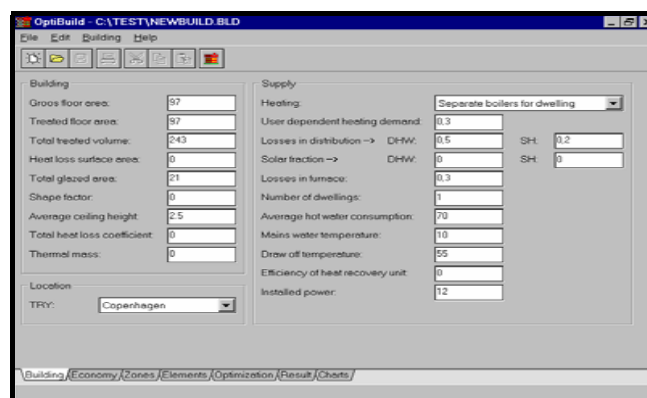 OptiBuild - C:\TEST\NEWBUILD.BLD
File Edit Building Help
Building
Groos floor area: 97
Treated floor area: 97
Total treated volume: 243
Heat loss surface area: 0
Total glazed area: 21
Shape factor: 0
Average ceiling height: 2.5
Total heat loss coefficient: 0
Thermal mass: 0
Location
TRY: Copenhagen
Supply
Heating: Separate boilers for dwelling
User dependent heating demand: 0,3
Losses in distribution --> DHW: 0,5 SH: 0,2
Solar fraction --> DHW: 0 SH: 0
Losses in furnace: 0,3
Number of dwellings: 1
Average hot water consumption: 70
Mains water temperature: 10
Draw off temperature: 55
Efficiency of heat recovery unit: 0
Installed power: 12
Building Economy Zones Elements Optimization Result Charts